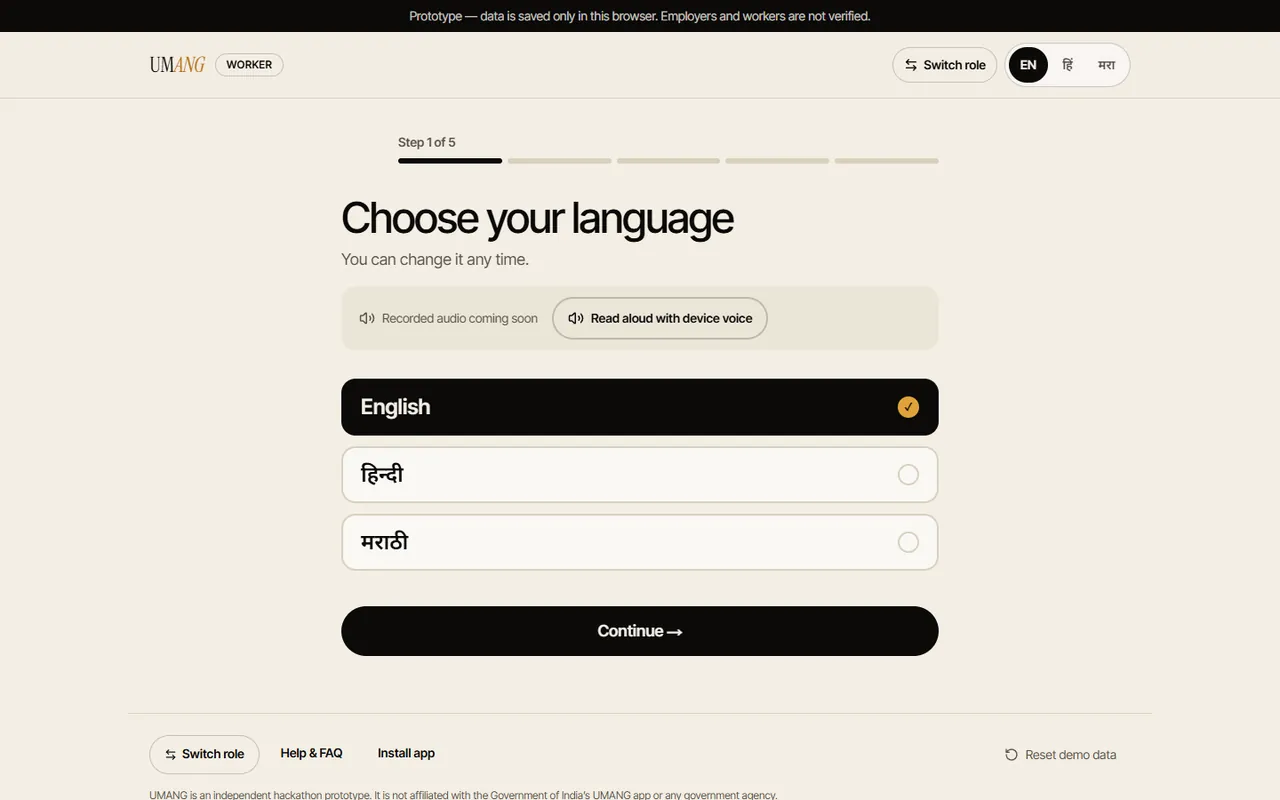 Prototype — data is saved only in this browser. Employers and workers are not verified.
UMANG WORKER
Switch role EN हिं मरा
Step 1 of 5
Choose your language
You can change it any time.
Recorded audio coming soon Read aloud with device voice
English
हिन्दी
मराठी
Continue →
Switch role Help & FAQ Install app Reset demo data
UMANG is an independent hackathon prototype. It is not affiliated with the Government of India's UMANG app or any government agency.